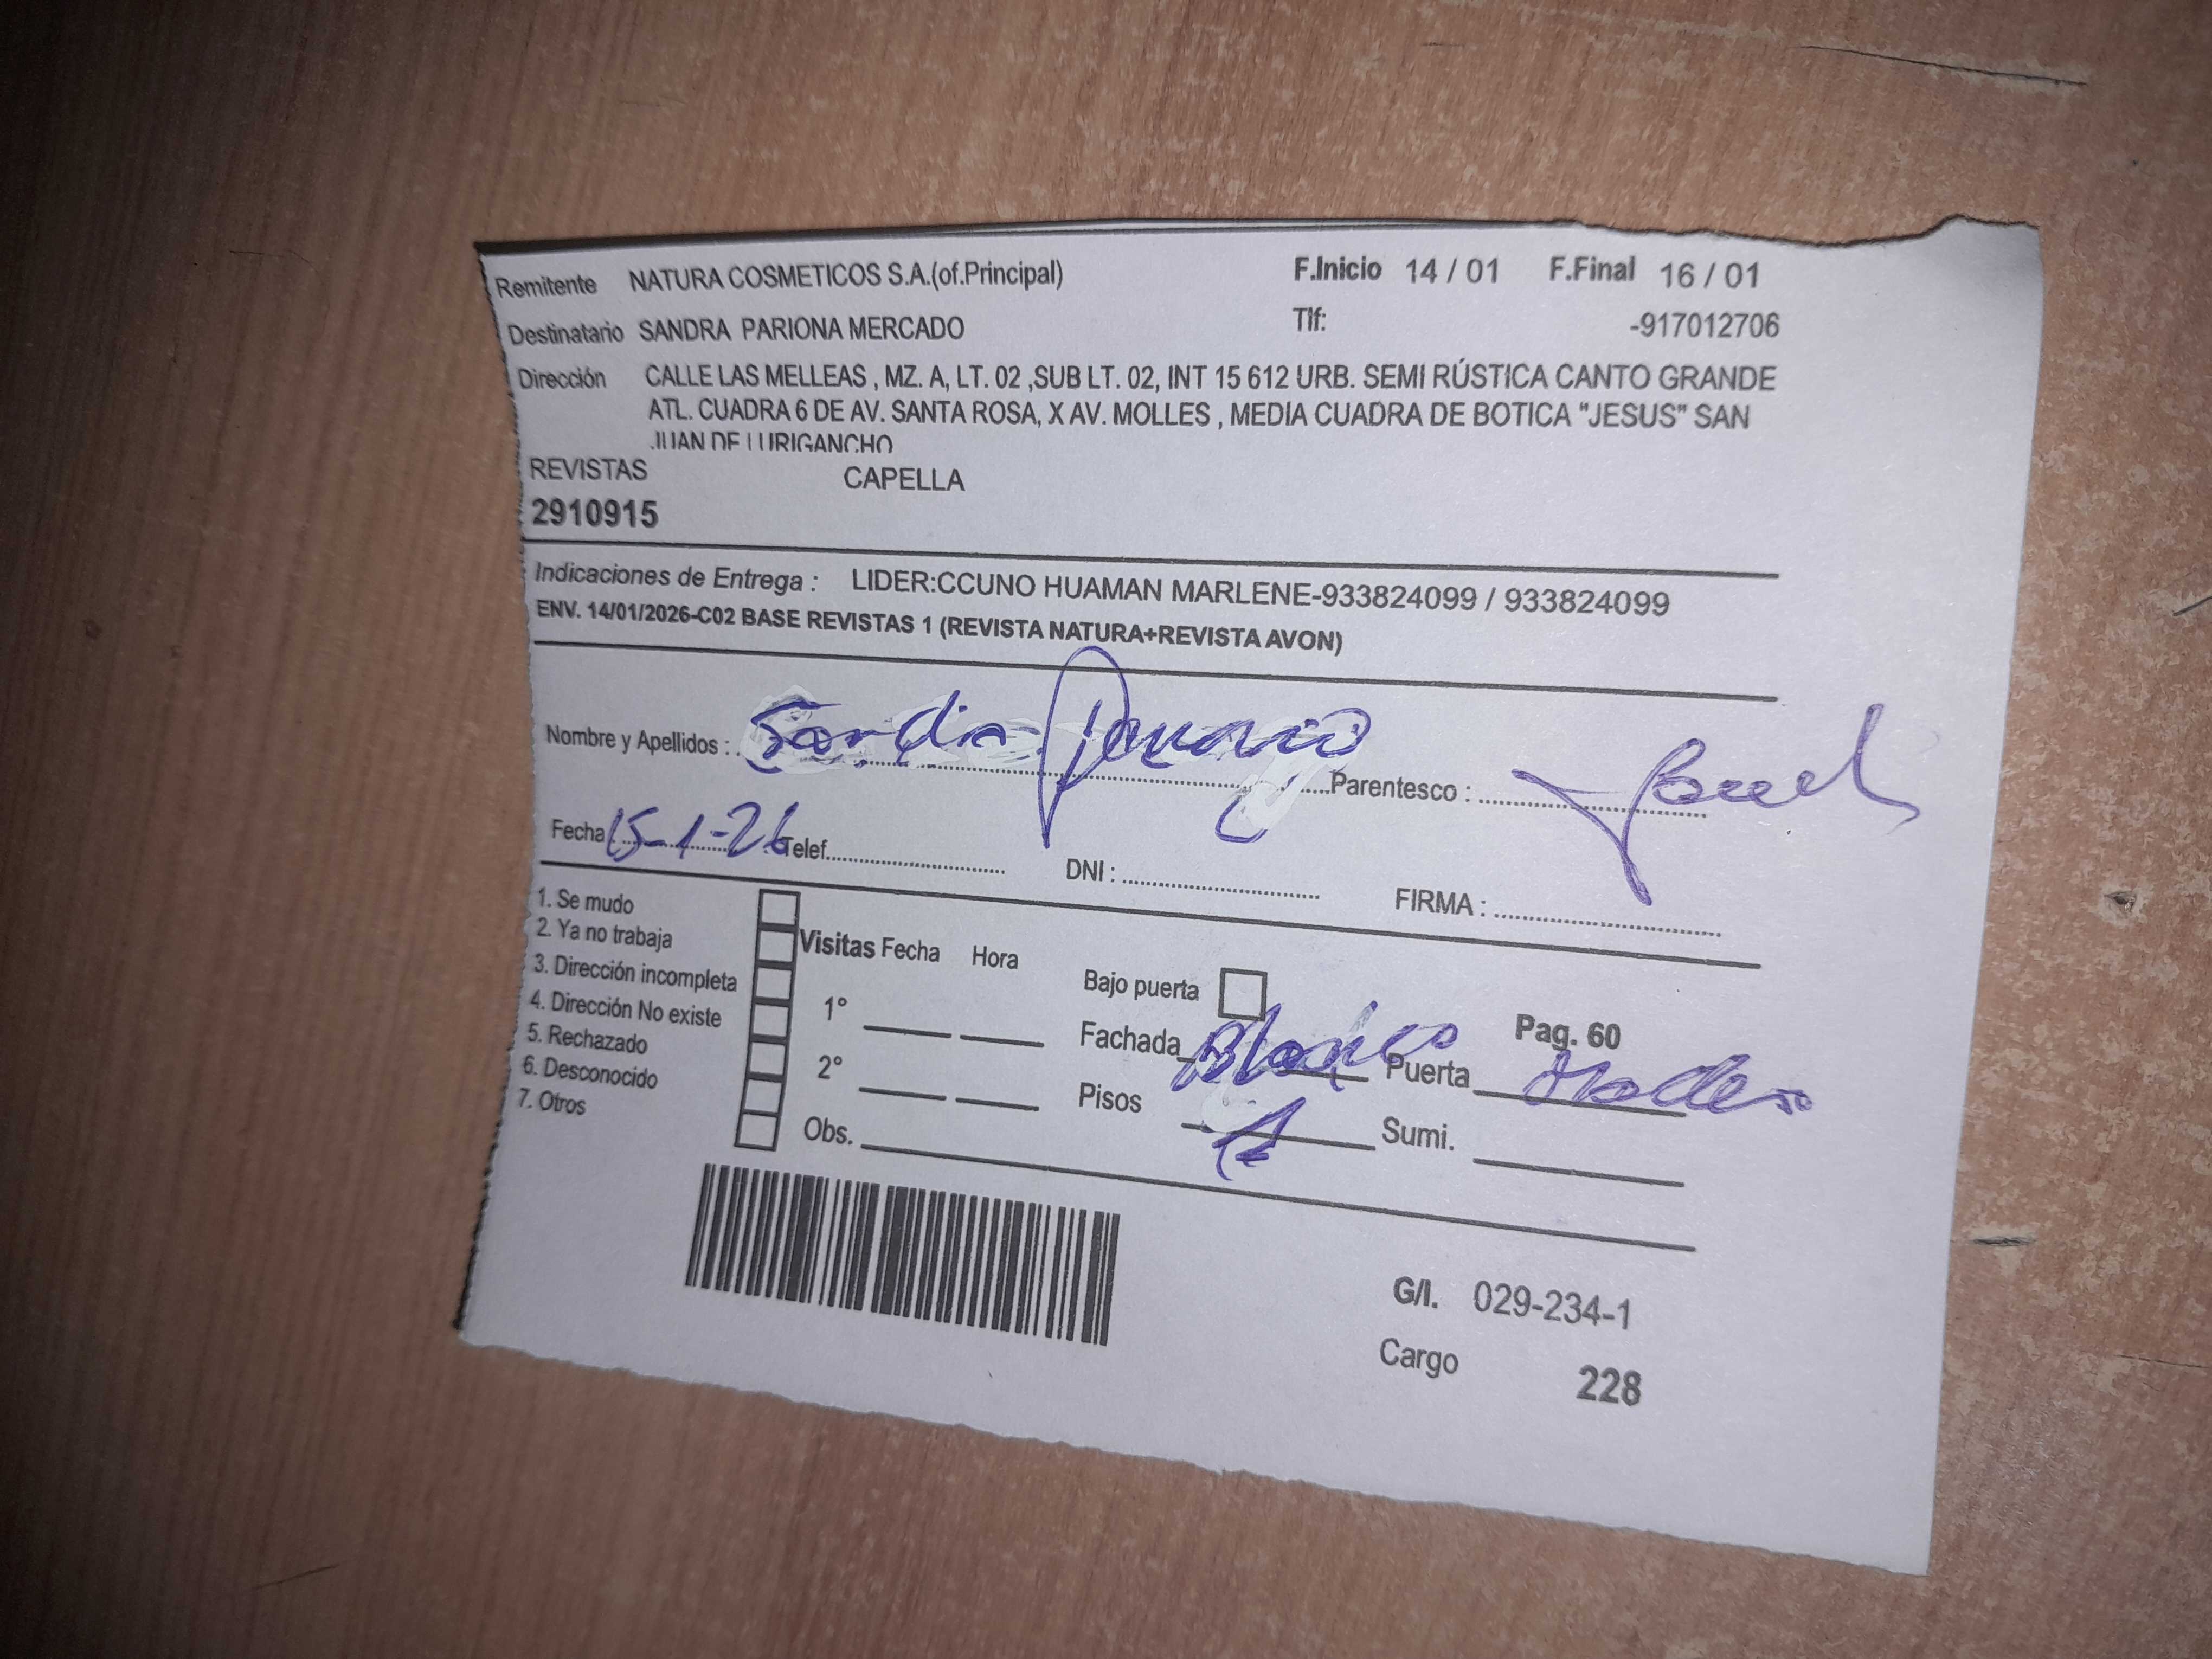 Remitente NATURA COSMETICOS S.A.(of.Principal) F.Inicio 14 / 01 F.Final 16 / 01
Destinatario SANDRA PARIONA MERCADO Tlf: -917012706
Dirección CALLE LAS MELLEAS , MZ. A, LT. 02 ,SUB LT. 02, INT 15 612 URB. SEMI RÚSTICA CANTO GRANDE
ATL. CUADRA 6 DE AV. SANTA ROSA, X AV. MOLLES , MEDIA CUADRA DE BOTICA "JESUS" SAN
JUAN DE LURIGANCHO
REVISTAS CAPELLA
2910915
Indicaciones de Entrega : LIDER:CCUNO HUAMAN MARLENE-933824099 / 933824099
ENV. 14/01/2026-C02 BASE REVISTAS 1 (REVISTA NATURA+REVISTA AVON)
Nombre y Apellidos : Sandra Parentesco :
Fecha 15-1-26 Telef. DNI : FIRMA :
1. Se mudo
2. Ya no trabaja
3. Dirección incompleta
4. Dirección No existe
5. Rechazado
6. Desconocido
7. Otros
Visitas Fecha Hora
1°
2°
Obs.
Bajo puerta
Pag. 60
Fachada Blanco Puerta
Pisos 1 Sumi.
G/I. 029-234-1
Cargo 228